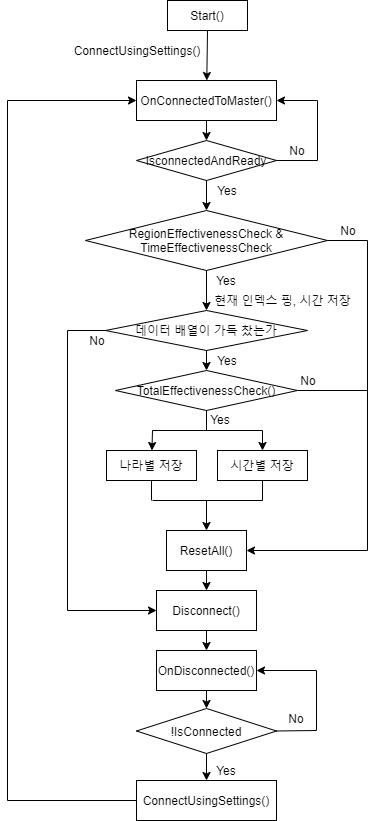 Start()
ConnectUsingSettings()
OnConnectedToMaster()
IsconnectedAndReady
No
Yes
RegionEffectivenessCheck &
TimeEffectivenessCheck
No
Yes
현재 인덱스 핑, 시간 저장
데이터 배열이 가득 찼는가
No
Yes
TotalEffectivenessCheck()
No
Yes
나라별 저장
시간별 저장
ResetAll()
Disconnect()
OnDisconnected()
!IsConnected
No
Yes
ConnectUsingSettings()